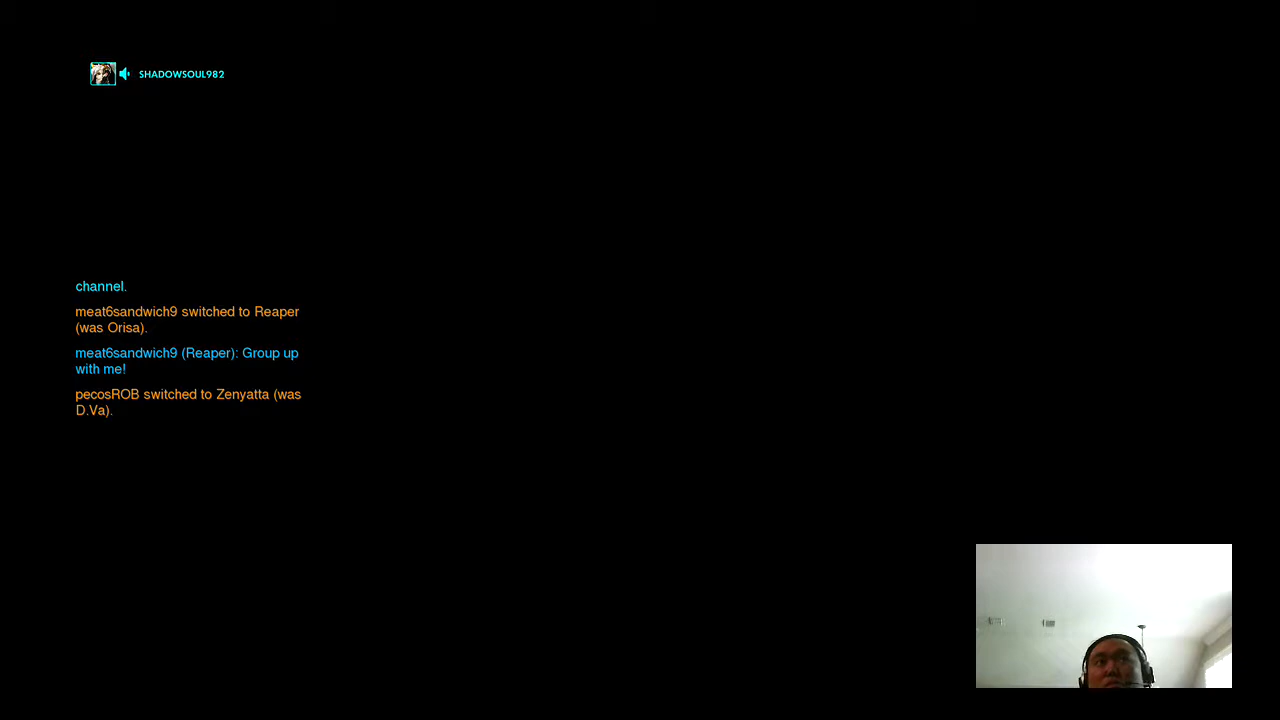 SHADOWSOUL982
channel.
meat6sandwich9 switched to Reaper
(was Orisa).
meat6sandwich9 (Reaper): Group up
with me!
pecosROB switched to Zenyatta (was
D.Va).